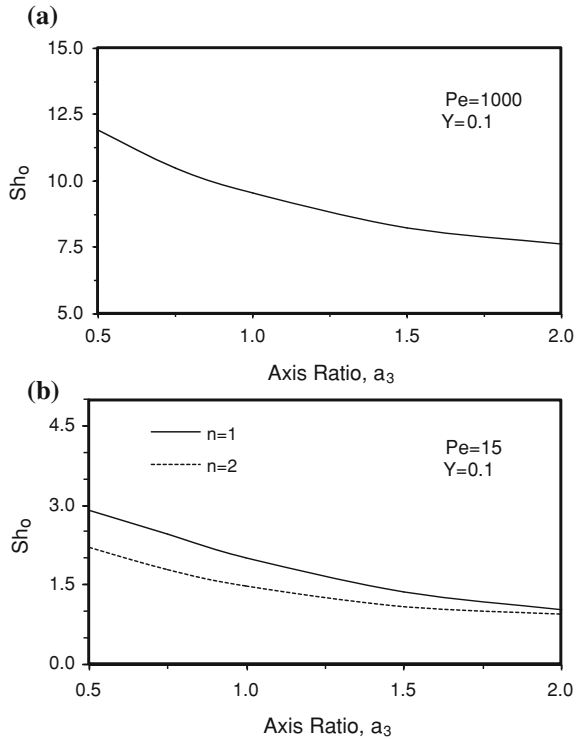 (a)
15.0
12.5
10.0
7.5
5.0
Sh₀
Pe=1000
Y=0.1
0.5 1.0 1.5 2.0
Axis Ratio, a₃
(b)
4.5
3.0
1.5
0.0
Sh₀
n=1
n=2
Pe=15
Y=0.1
0.5 1.0 1.5 2.0
Axis Ratio, a₃